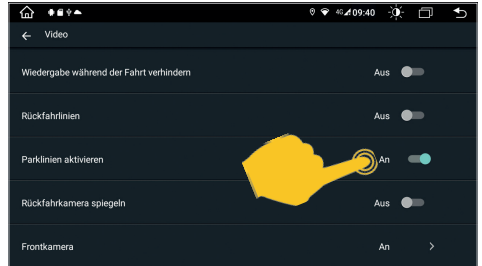 4G 09:40
Video
Wiedergabe während der Fahrt verhindern Aus
Rückfahrlinien Aus
Parklinien aktivieren An
Rückfahrkamera spiegeln Aus
Frontkamera An